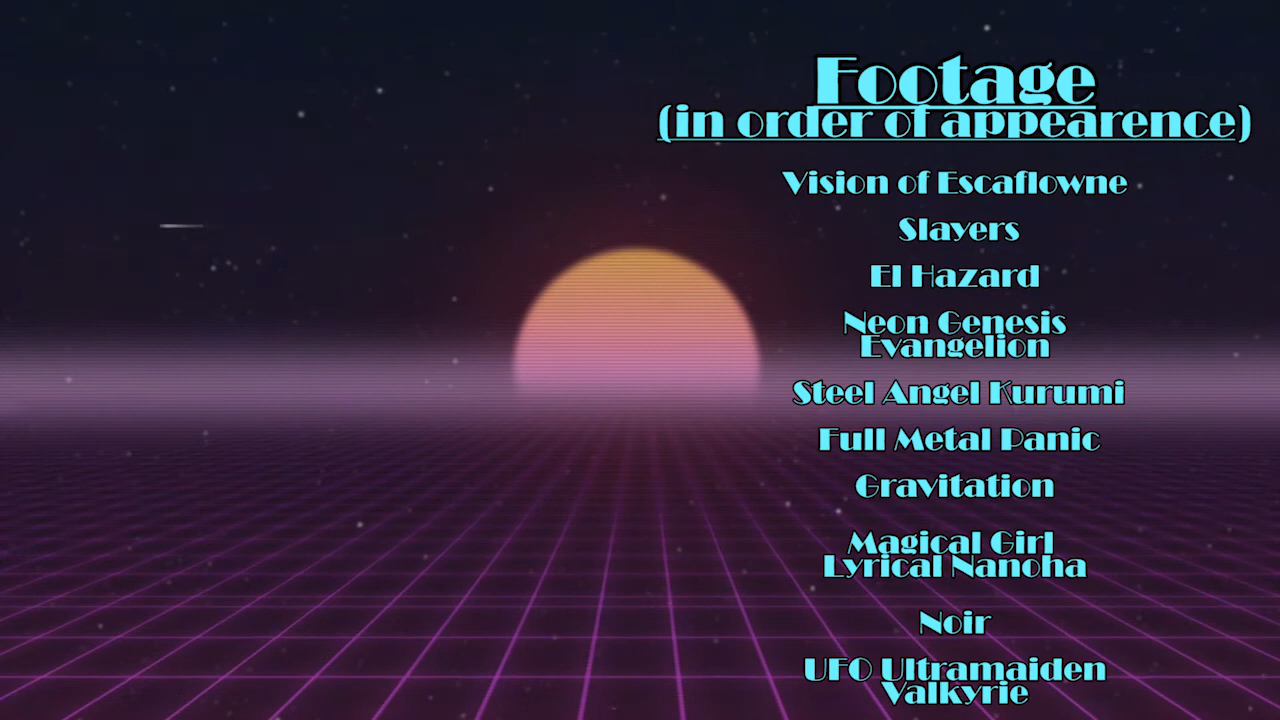 Footage
(in order of appearence)
Vision of Escaflowne
Slayers
El Hazard
Neon Genesis
Evangelion
Steel Angel Kurumi
Full Metal Panic
Gravitation
Magical Girl
Lyrical Nanoha
Noir
UFO Ultramaiden
Valkyrie